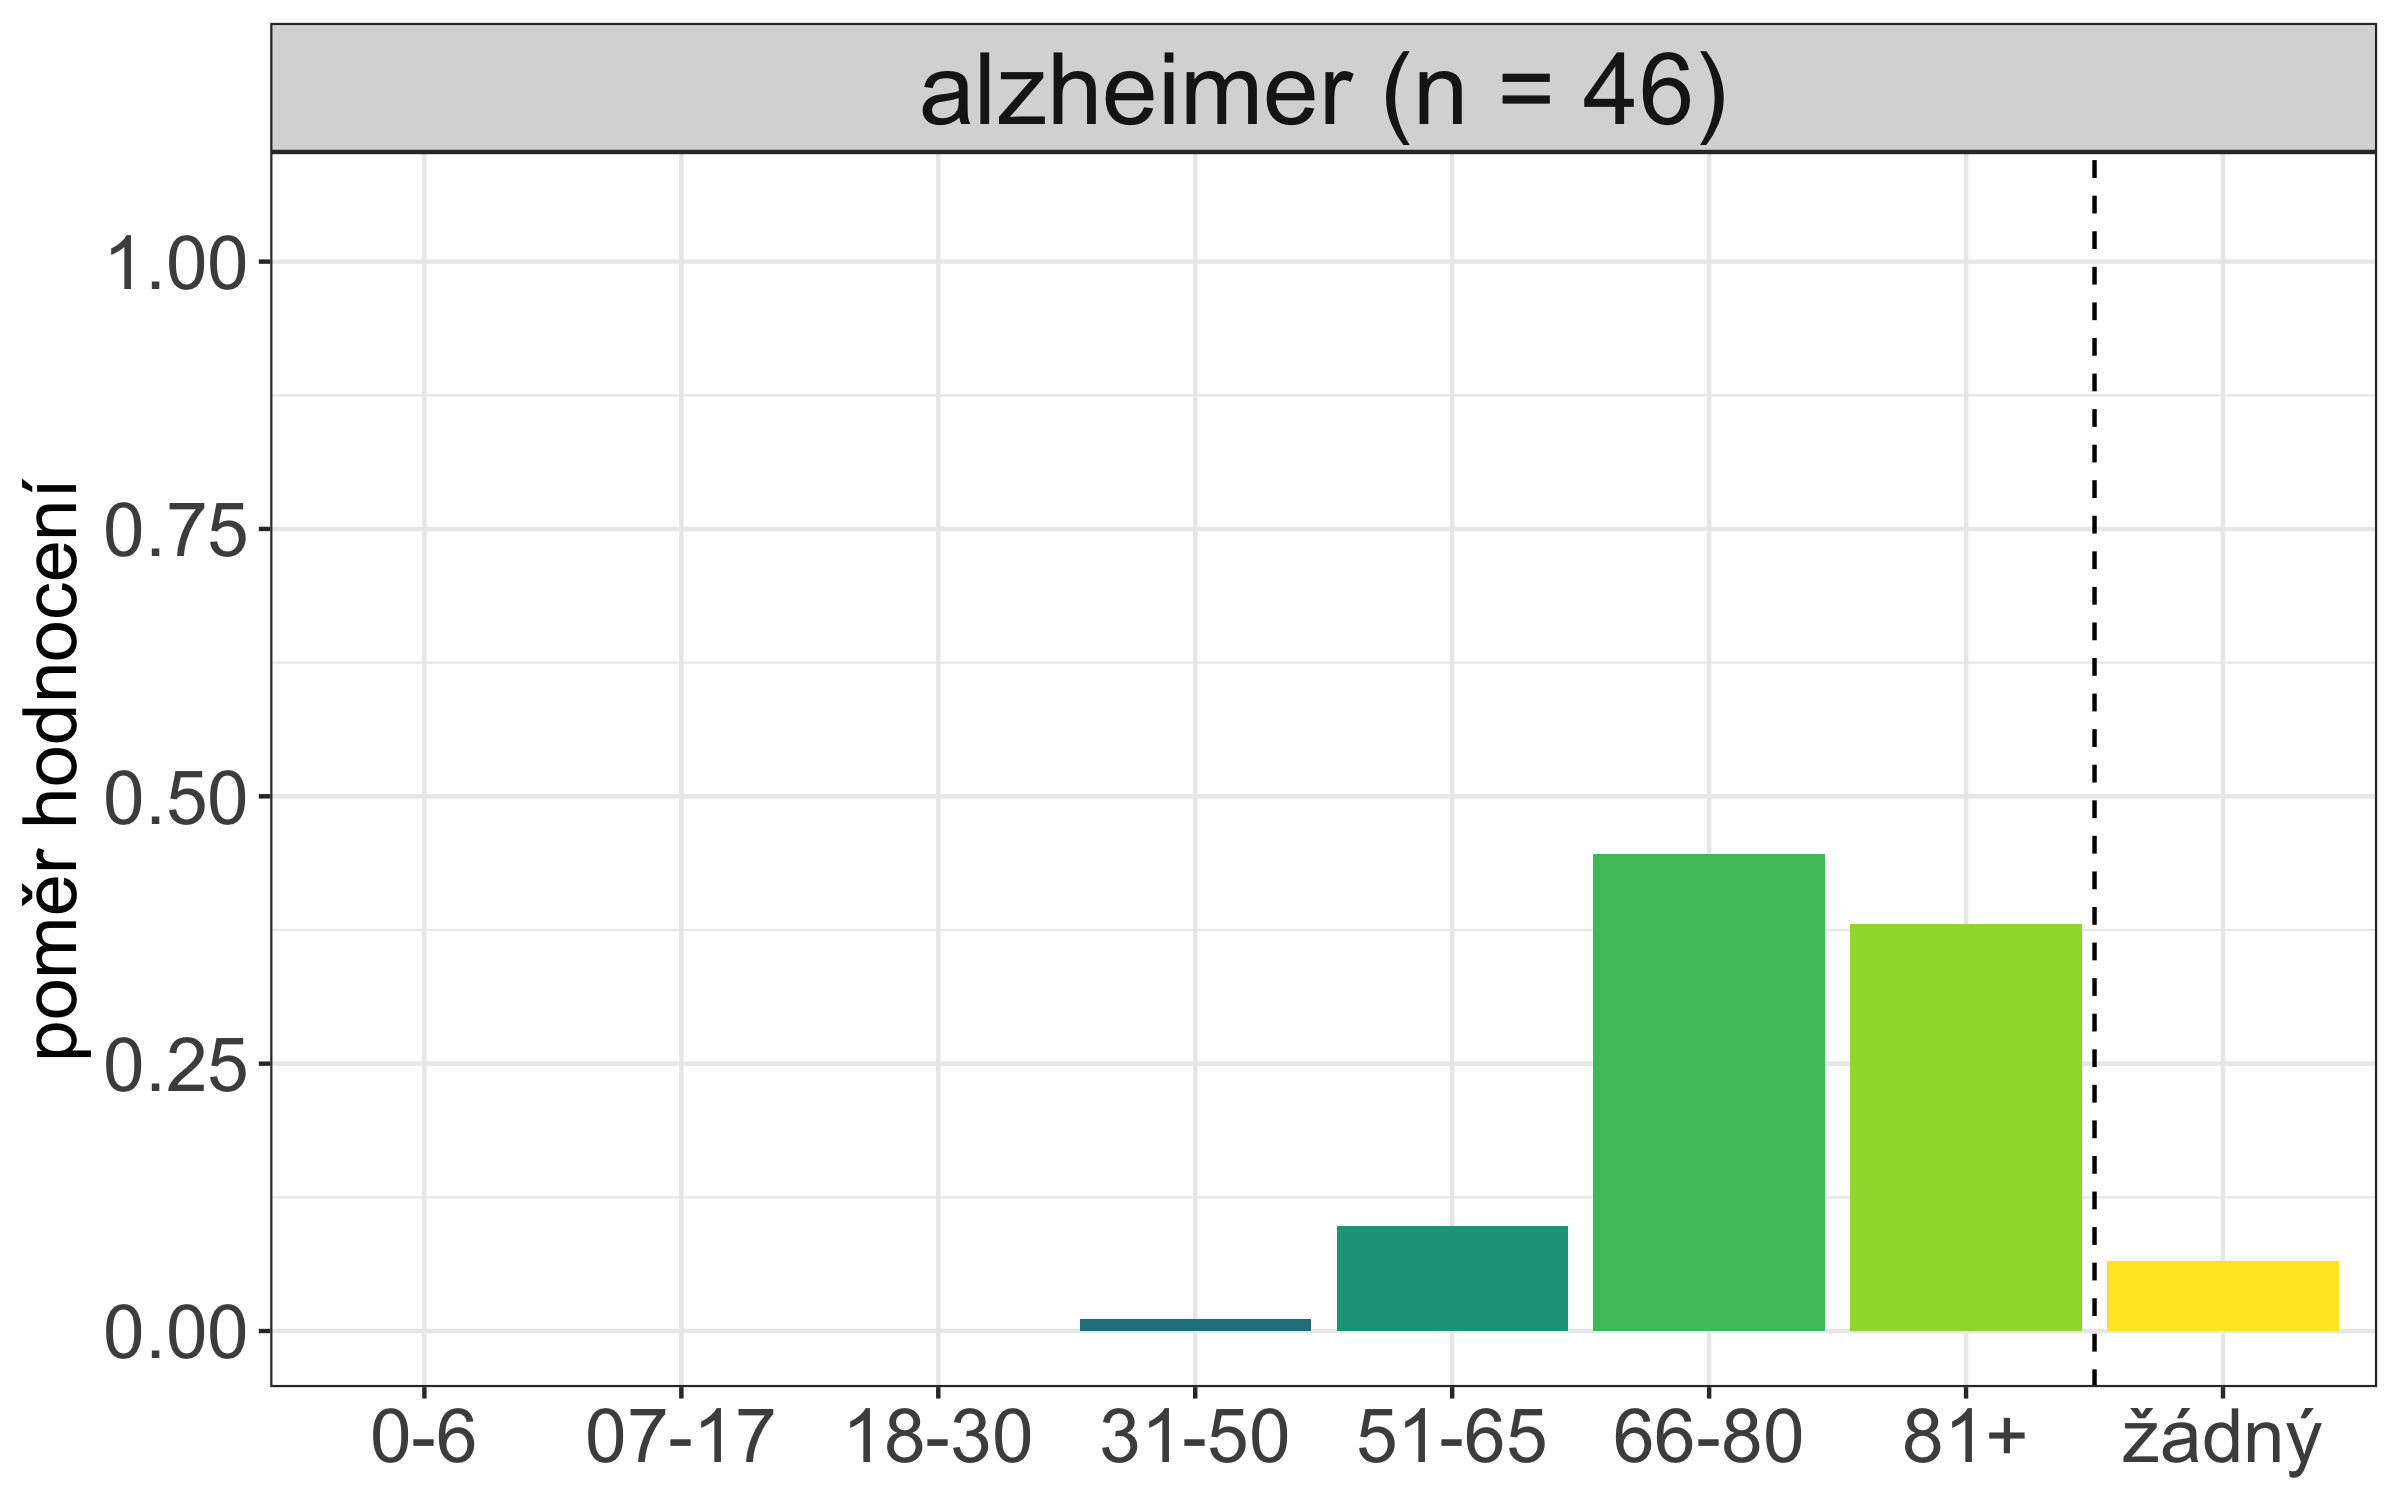 alzheimer (n = 46)
poměr hodnocení
1.00
0.75
0.50
0.25
0.00
0-6 07-17 18-30 31-50 51-65 66-80 81+ žádný